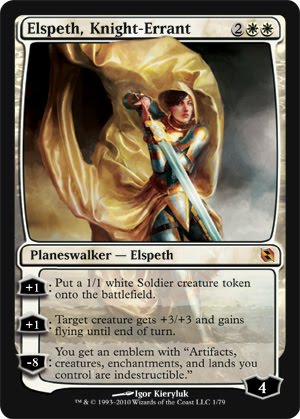 Elspeth, Knight-Errant 2
Planeswalker — Elspeth
+1: Put a 1/1 white Soldier creature token
onto the battlefield.
+1: Target creature gets +3/+3 and gains
flying until end of turn.
-8: You get an emblem with “Artifacts,
creatures, enchantments, and lands you
control are indestructible.”
4
Igor Kieryluk
™ & © 1993-2010 Wizards of the Coast LLC 1/79